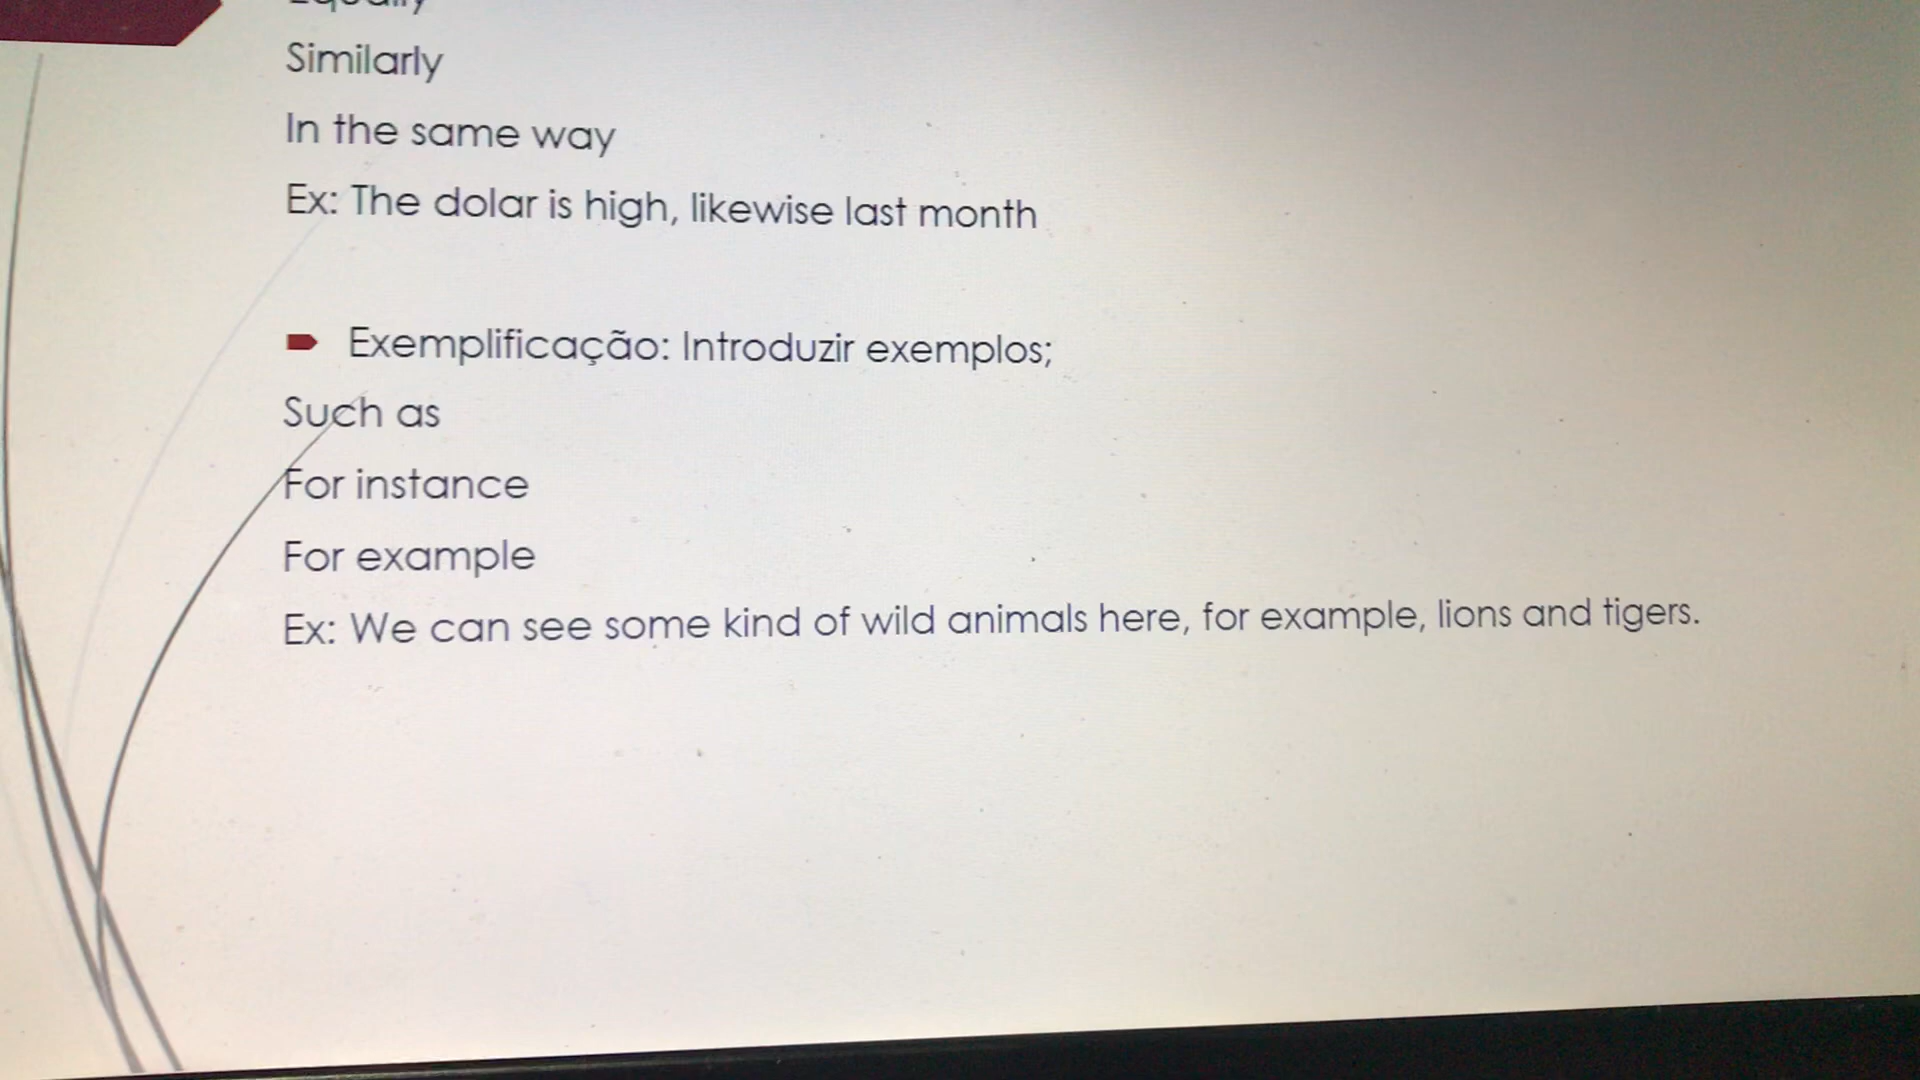 Equally
Similarly
In the same way
Ex: The dolar is high, likewise last month
Exemplificação: Introduzir exemplos;
Such as
For instance
For example
Ex: We can see some kind of wild animals here, for example, lions and tigers.